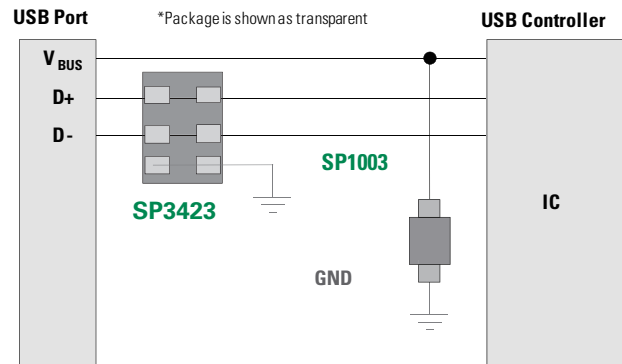 USB Port
*Package is shown as transparent
USB Controller
VBUS
D+
D-
SP1003
SP3423
IC
GND